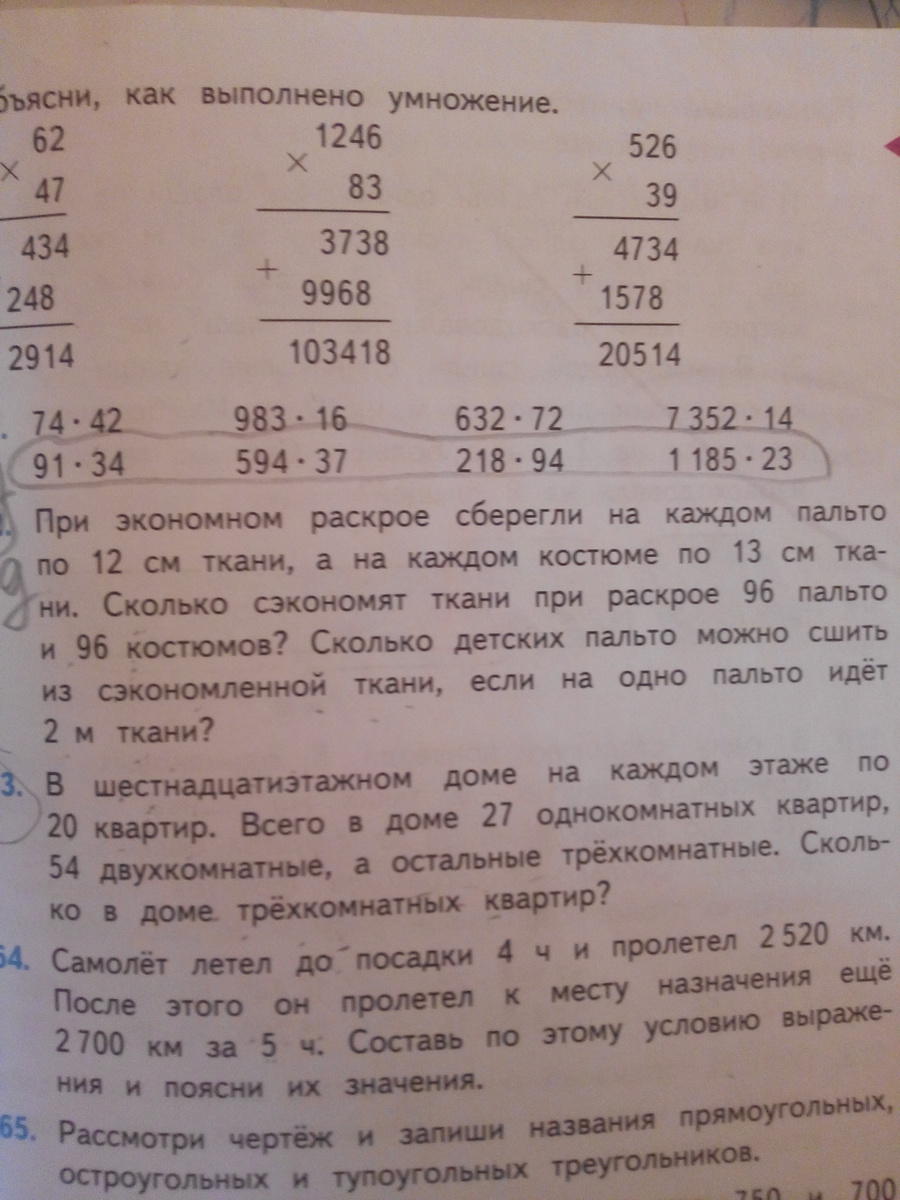 бъясни, как выполнено умножение.
62 1246 526
× × ×
47 83 39
434 3738 4734
+ +
248 9968 1578
2914 103418 20514
74 · 42 983 · 16 632 · 72 7 352 · 14
91 · 34 594 · 37 218 · 94 1 185 · 23
При экономном раскрое сберегли на каждом пальто
по 12 см ткани, а на каждом костюме по 13 см тка-
ни. Сколько сэкономят ткани при раскрое 96 пальто
и 96 костюмов? Сколько детских пальто можно сшить
из сэкономленной ткани, если на одно пальто идёт
2 м ткани?
3. В шестнадцатиэтажном доме на каждом этаже по
20 квартир. Всего в доме 27 однокомнатных квартир,
54 двухкомнатные, а остальные трёхкомнатные. Сколь-
ко в доме трёхкомнатных квартир?
64. Самолёт летел до посадки 4 ч и пролетел 2 520 км.
После этого он пролетел к месту назначения ещё
2 700 км за 5 ч. Составь по этому условию выраже-
ния и поясни их значения.
65. Рассмотри чертёж и запиши названия прямоугольных,
остроугольных и тупоугольных треугольников.
750 и 700